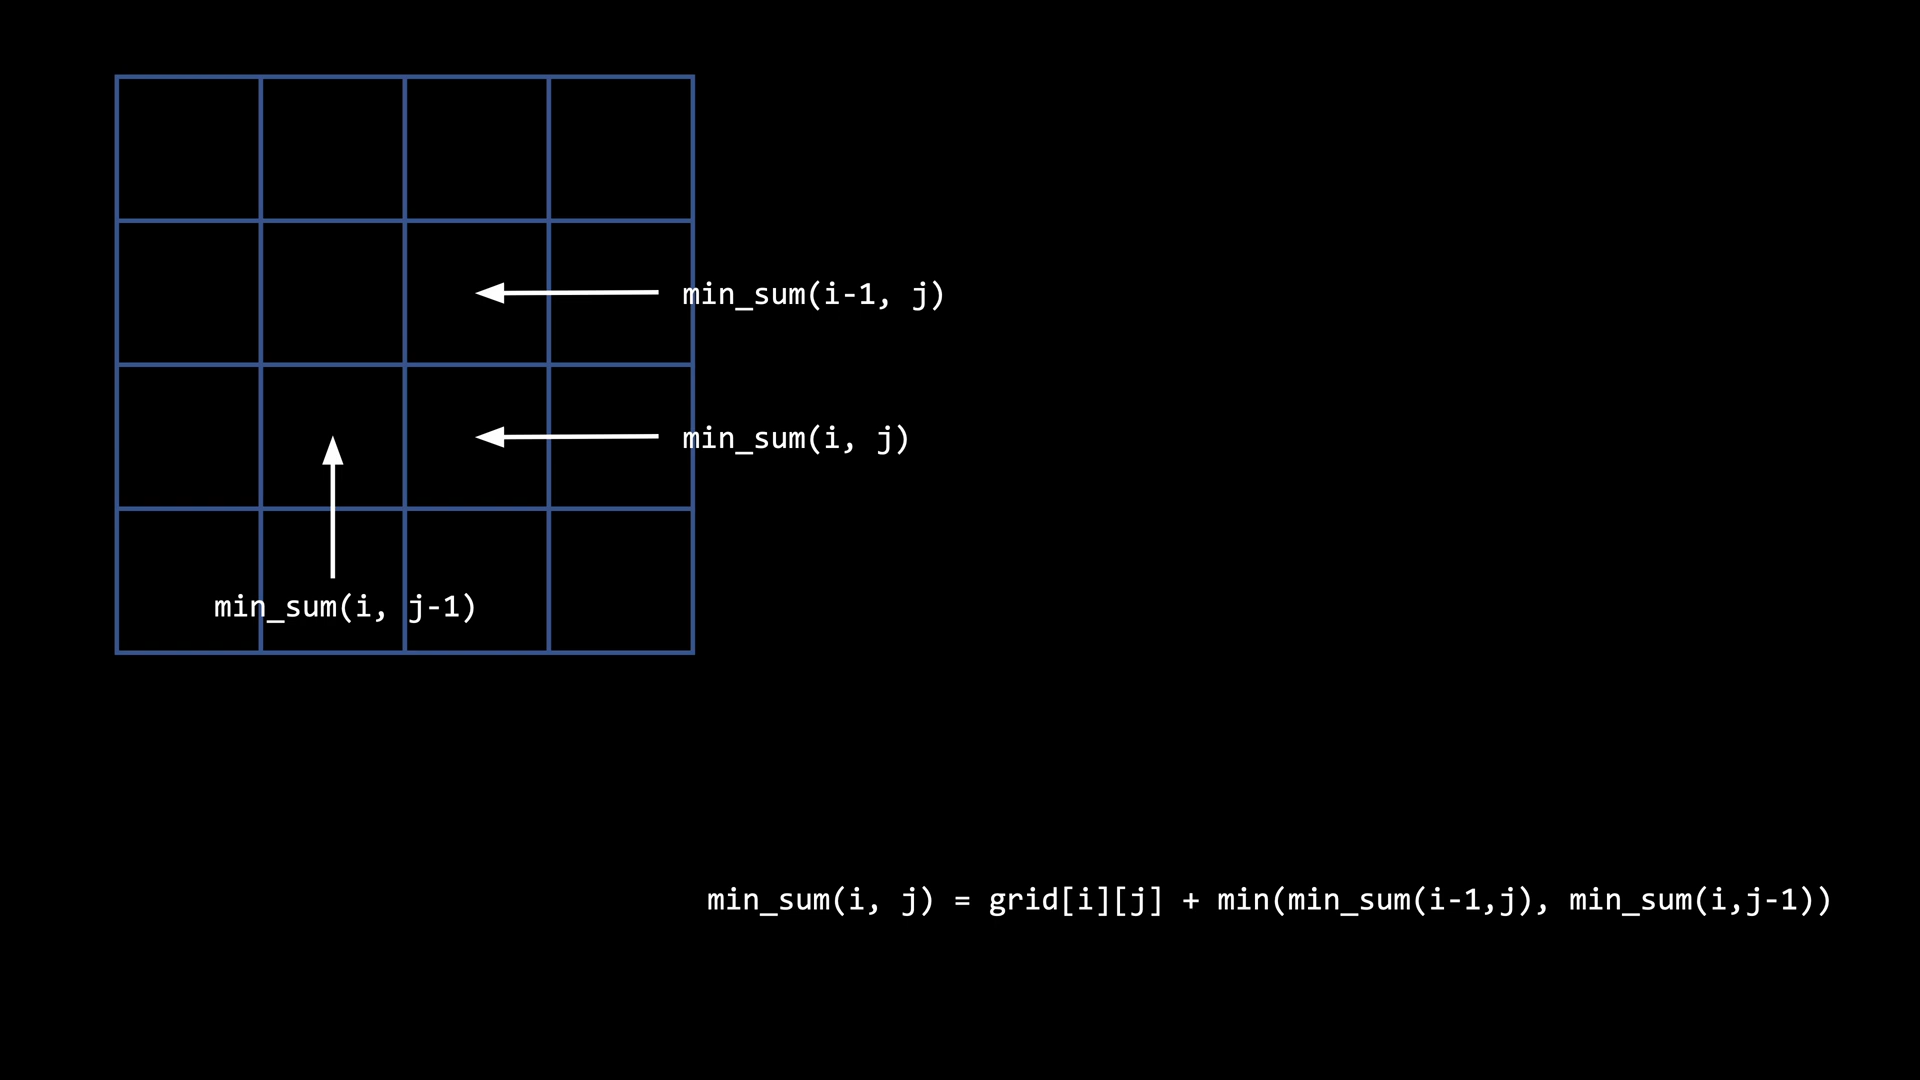 min_sum(i-1, j)
min_sum(i, j)
min_sum(i, j-1)
min_sum(i, j) = grid[i][j] + min(min_sum(i-1,j), min_sum(i,j-1))